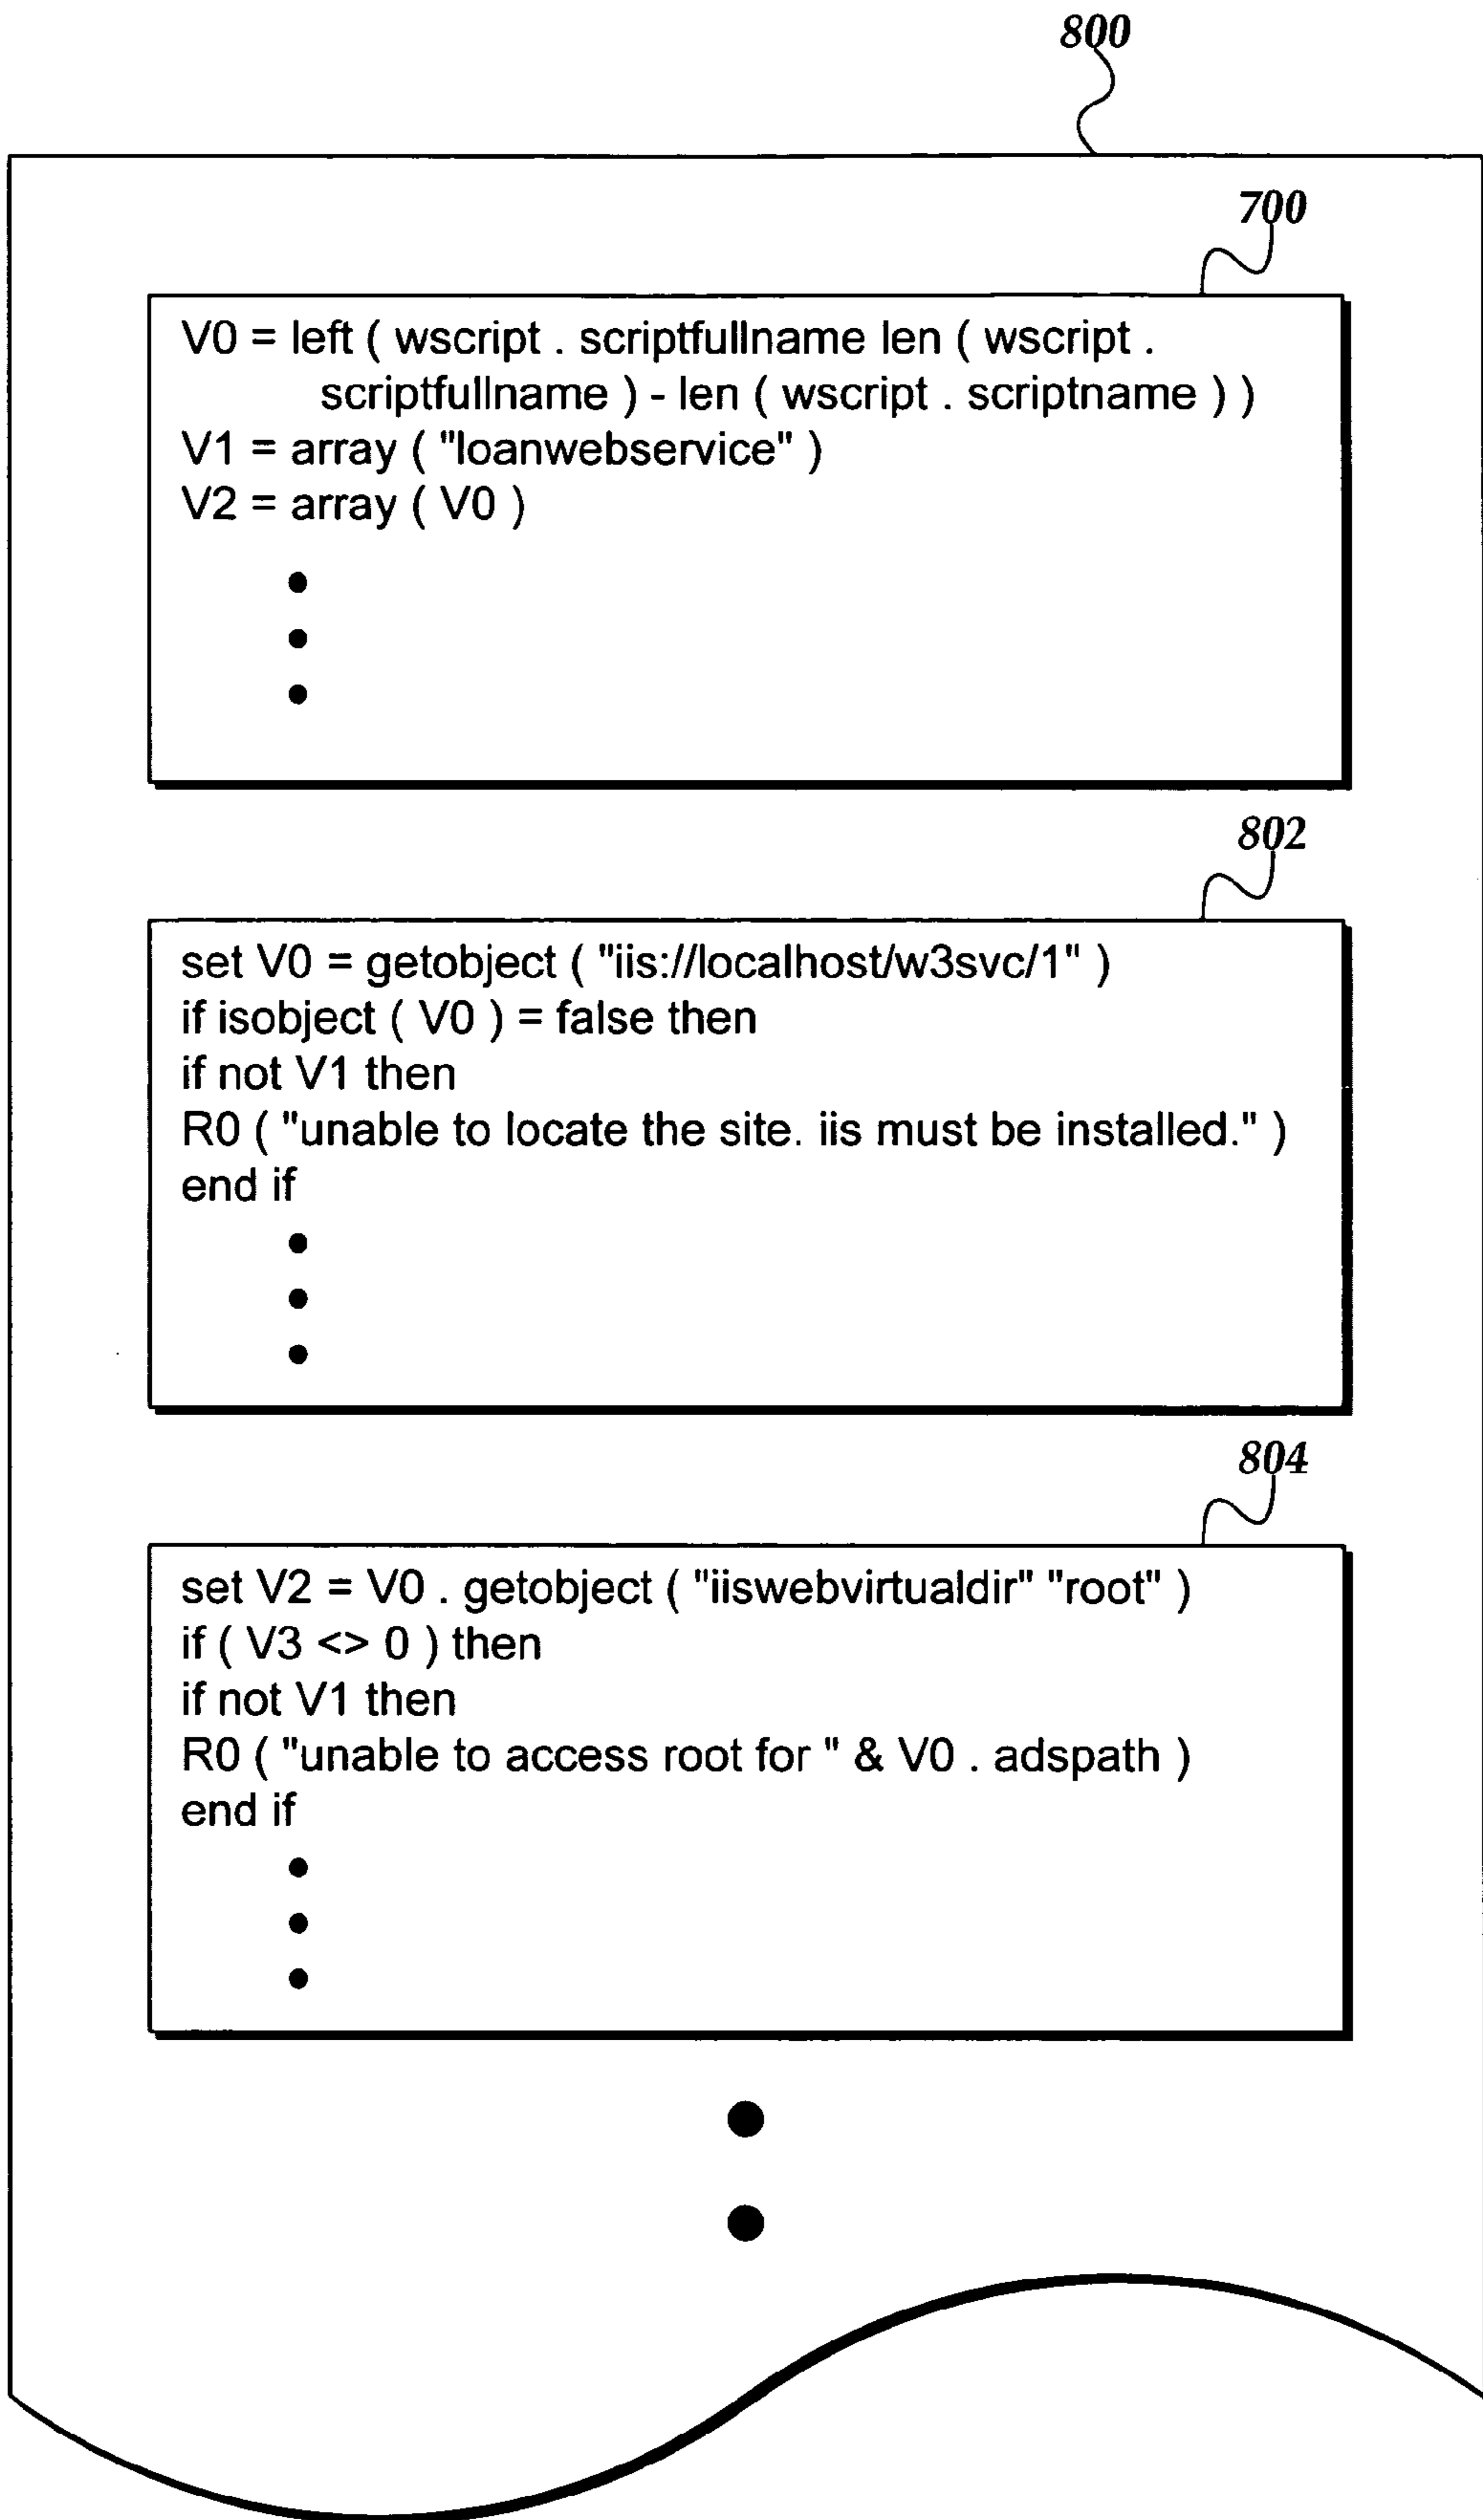 800
700
V0 = left ( wscript . scriptfullname len ( wscript .
scriptfullname ) - len ( wscript . scriptname ) )
V1 = array ( "loanwebservice" )
V2 = array ( V0 )
802
set V0 = getobject ( "iis://localhost/w3svc/1" )
if isobject ( V0 ) = false then
if not V1 then
R0 ( "unable to locate the site. iis must be installed." )
end if
804
set V2 = V0 . getobject ( "iiswebvirtualdir" "root" )
if ( V3 <> 0 ) then
if not V1 then
R0 ( "unable to access root for " & V0 . adspath )
end if